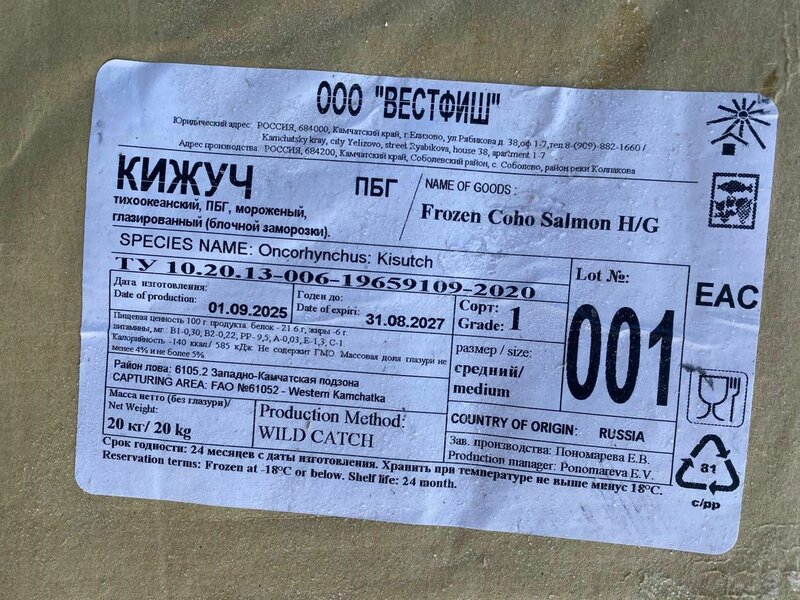 ООО "ВЕСТФИШ"
Юридический адрес: РОССИЯ, 684000, Камчатский край, г.Елизово, ул Рябикова д. 38,оф 1-7,тел 8-(909)-882-1660 /
Kamchatsky kray, city Yelizovo, street Ryabikova, house 38, apartment 1-7
Адрес производства: РОССИЯ, 684200, Камчатский край, Соболевский район, с. Соболево, район реки Колпакова
КИЖУЧ ПБГ
тихоокеанский, ПБГ, мороженый,
глазированный (блочной заморозки).
NAME OF GOODS :
Frozen Coho Salmon H/G
SPECIES NAME: Oncorhynchus: Kisutch
ТУ 10.20.13-006-19659109-2020
Дата изготовления:
Date of production: 01.09.2025
Годен до:
Date of expiri: 31.08.2027
Сорт:
Grade: 1
Lot №:
001
EAC
Пищевая ценность 100 г продукта: белок - 21.6 г, жиры -6 г
витамины, мг: В1-0,30, В2-0,22, РР- 9,5, А-0,03, Е-1,3, С-1
Калорийность -140 ккал/ 585 кДж. Не содержит ГМО. Массовая доля глазури не
менее 4% и не более 5%
размер / size:
средний/
medium
Район лова: 6105.2 Западно-Камчатская подзона
CAPTURING AREA: FAO №61052 - Western Kamchatka
Масса нетто (без глазури)/
Net Weight:
20 кг/ 20 kg
Production Method:
WILD CATCH
COUNTRY OF ORIGIN: RUSSIA
Зав. производства: Пономарева Е.В.
Production manager: Ponomareva E.V.
Срок годности: 24 месяцев с даты изготовления. Хранить при температуре не выше минус 18°С.
Reservation terms: Frozen at -18°C or below. Shelf life: 24 month.
81
c/pp